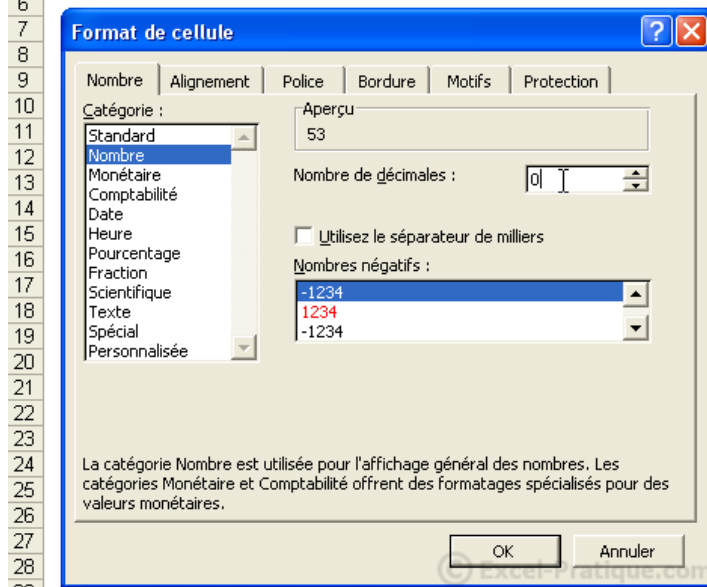 6
7
8
9
10
11
12
13
14
15
16
17
18
19
20
21
22
23
24
25
26
27
28
Format de cellule
Nombre Alignement Police Bordure Motifs Protection
Catégorie :
Standard
Nombre
Monétaire
Comptabilité
Date
Heure
Pourcentage
Fraction
Scientifique
Texte
Spécial
Personnalisée
Aperçu
53
Nombre de décimales :
0
Utilisez le séparateur de milliers
Nombres négatifs :
-1234
1234
-1234
La catégorie Nombre est utilisée pour l'affichage général des nombres. Les
catégories Monétaire et Comptabilité offrent des formatages spécialisés pour des
valeurs monétaires.
OK Annuler
© Excel-Pratique.com